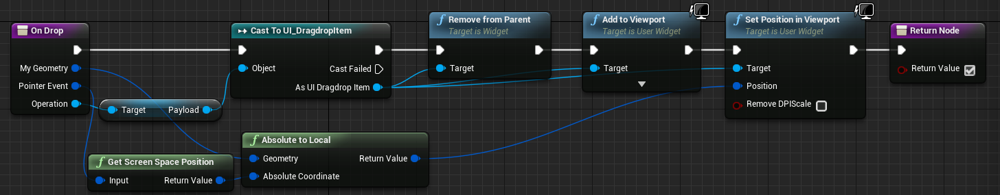 On Drop
My Geometry
Pointer Event
Operation
Target Payload
Get Screen Space Position
Input Return Value
Cast To UI_DragdropItem
Object
Cast Failed
As UI Dragdrop Item
Absolute to Local
Geometry Return Value
Absolute Coordinate
Remove from Parent
Target is Widget
Target
Add to Viewport
Target is User Widget
Target
Set Position in Viewport
Target is User Widget
Target
Position
Remove DPIScale
Return Node
Return Value